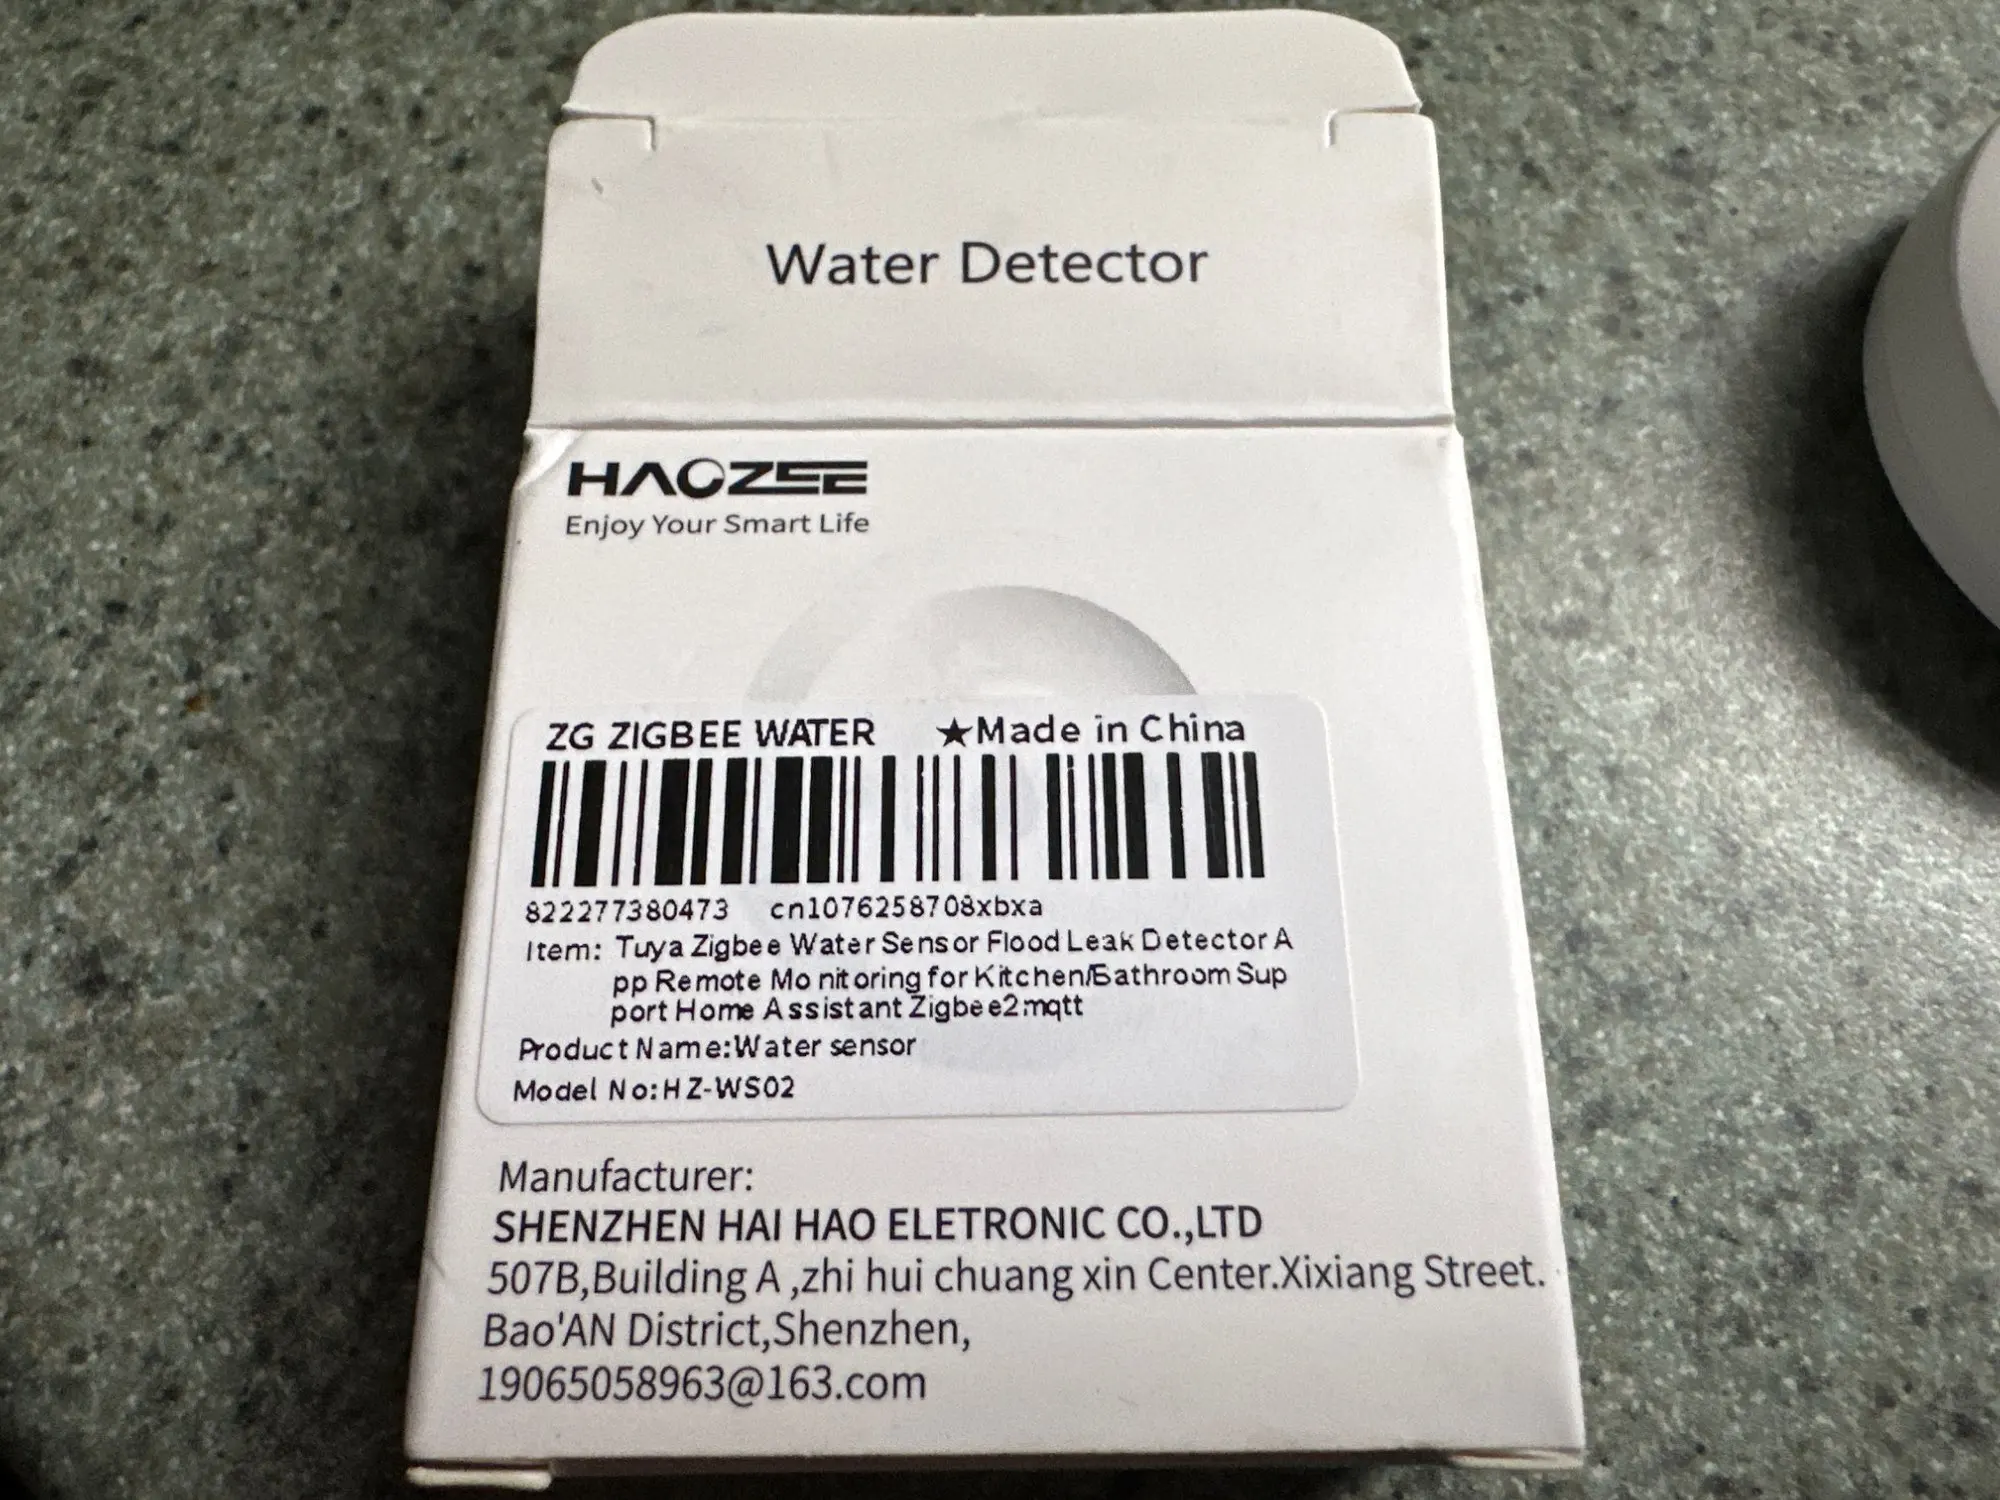 Water Detector
HAOZEE
Enjoy Your Smart Life
ZG ZIGBEE WATER ★Made in China
822277380473 cn1076258708xbxa
Item: Tuya Zigbee Water Sensor Flood Leak Detector A
pp Remote Monitoring for Kitchen/Bathroom Sup
port Home Assistant Zigbee2mqtt
Product Name:Water sensor
Model No:HZ-WS02
Manufacturer:
SHENZHEN HAI HAO ELETRONIC CO.,LTD
507B,Building A ,zhi hui chuang xin Center.Xixiang Street.
Bao'AN District,Shenzhen,
19065058963@163.com